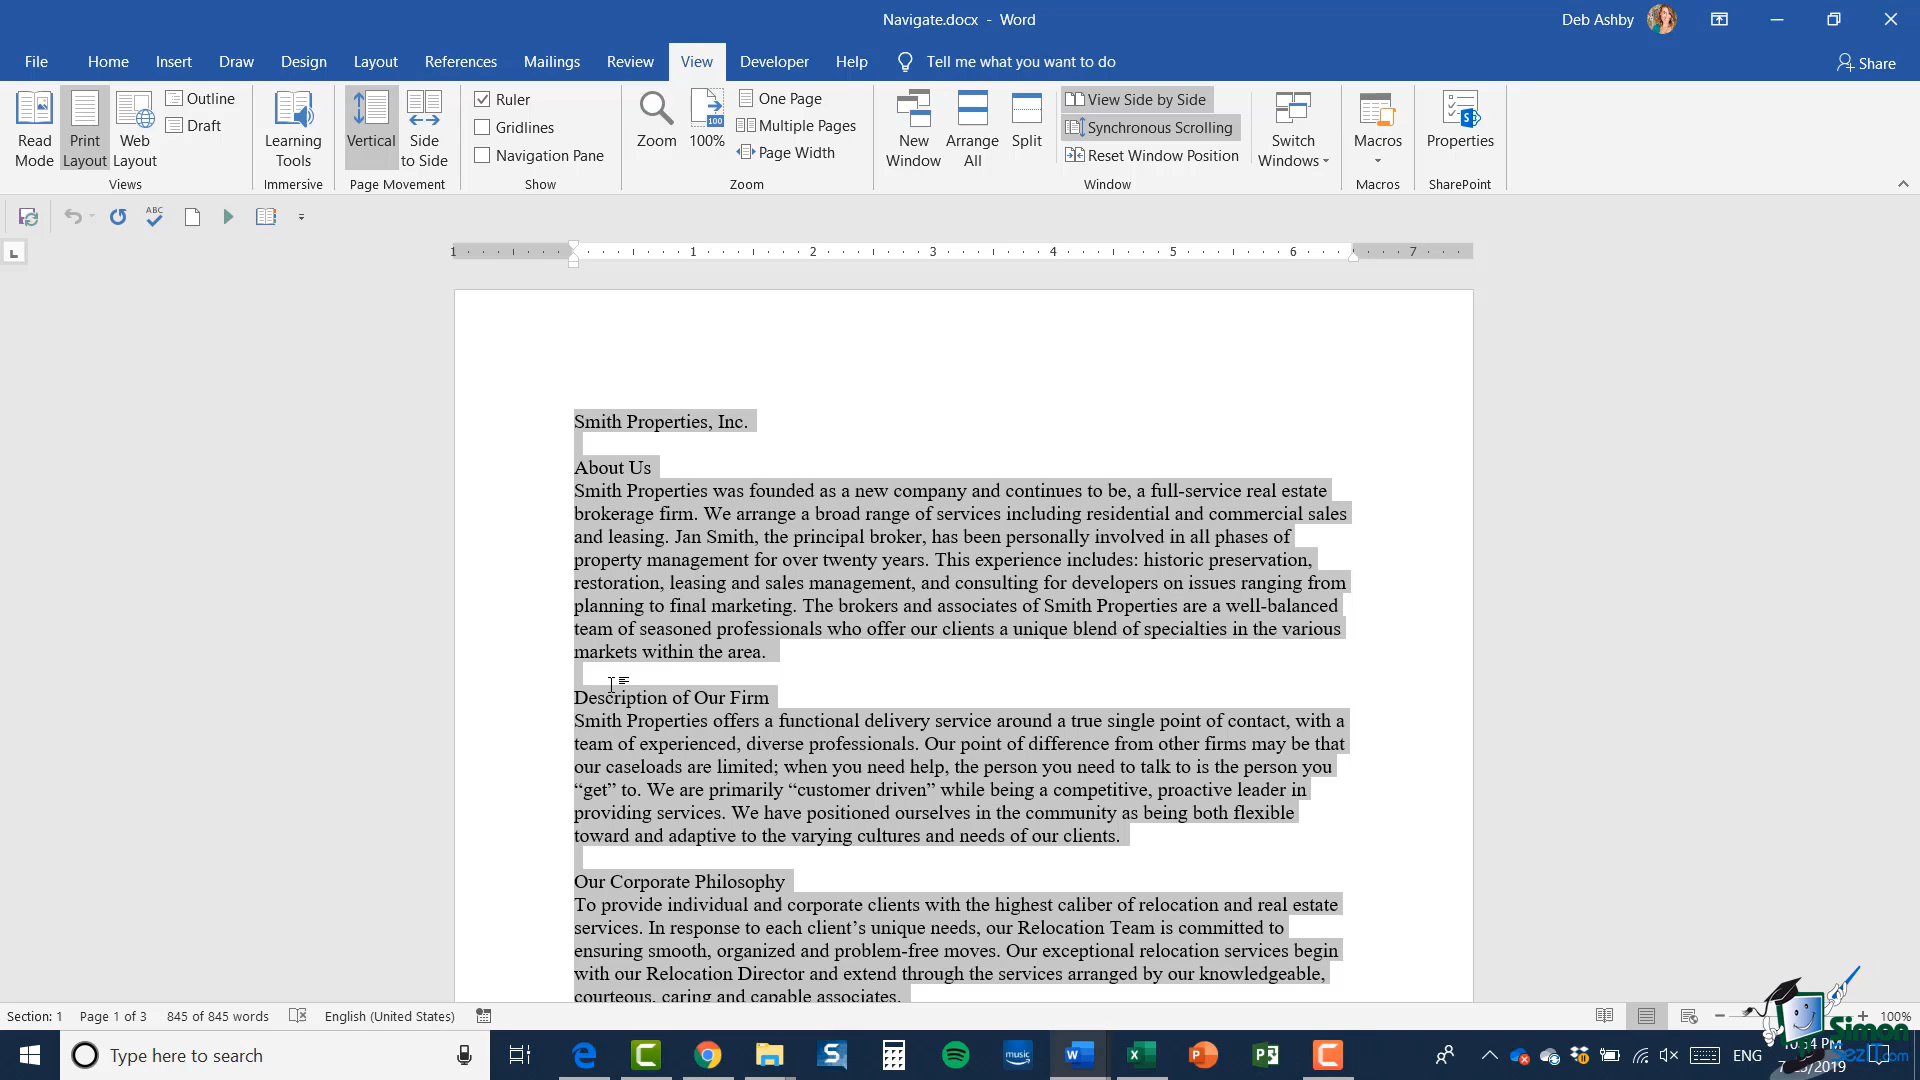 Navigate.docx - Word
Deb Ashby
File Home Insert Draw Design Layout References Mailings Review View Developer Help Tell me what you want to do Share
Read Mode
Print Layout
Web Layout
Outline
Draft
Views
Learning Tools
Immersive
Vertical
Side to Side
Page Movement
Ruler
Gridlines
Navigation Pane
Show
Zoom
100
100%
One Page
Multiple Pages
Page Width
Zoom
New Window
Arrange All
Split
View Side by Side
Synchronous Scrolling
Reset Window Position
Window
Switch Windows
Macros
Macros
Properties
SharePoint
ABC
1 1 2 3 4 5 6 7
Smith Properties, Inc.
About Us
Smith Properties was founded as a new company and continues to be, a full-service real estate
brokerage firm. We arrange a broad range of services including residential and commercial sales
and leasing. Jan Smith, the principal broker, has been personally involved in all phases of
property management for over twenty years. This experience includes: historic preservation,
restoration, leasing and sales management, and consulting for developers on issues ranging from
planning to final marketing. The brokers and associates of Smith Properties are a well-balanced
team of seasoned professionals who offer our clients a unique blend of specialties in the various
markets within the area.
Description of Our Firm
Smith Properties offers a functional delivery service around a true single point of contact, with a
team of experienced, diverse professionals. Our point of difference from other firms may be that
our caseloads are limited; when you need help, the person you need to talk to is the person you
“get” to. We are primarily “customer driven” while being a competitive, proactive leader in
providing services. We have positioned ourselves in the community as being both flexible
toward and adaptive to the varying cultures and needs of our clients.
Our Corporate Philosophy
To provide individual and corporate clients with the highest caliber of relocation and real estate
services. In response to each client’s unique needs, our Relocation Team is committed to
ensuring smooth, organized and problem-free moves. Our exceptional relocation services begin
with our Relocation Director and extend through the services arranged by our knowledgeable,
courteous, caring and capable associates.
Section: 1 Page 1 of 3 845 of 845 words English (United States) 100%
Type here to search
music
ENG
PM
Simon
SezIT.com